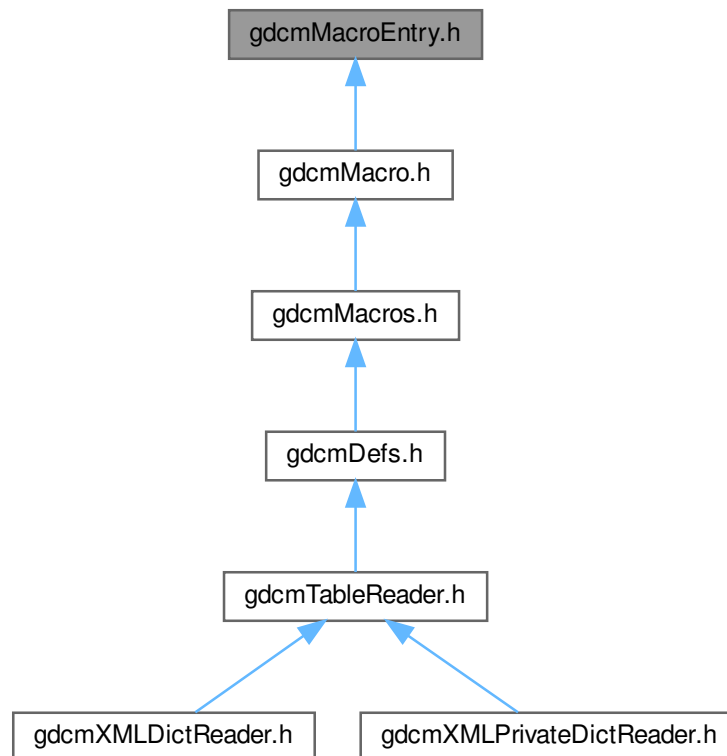 gdcmMacroEntry.h
gdcmMacro.h
gdcmMacros.h
gdcmDefs.h
gdcmTableReader.h
gdcmXMLDictReader.h
gdcmXMLPrivateDictReader.h